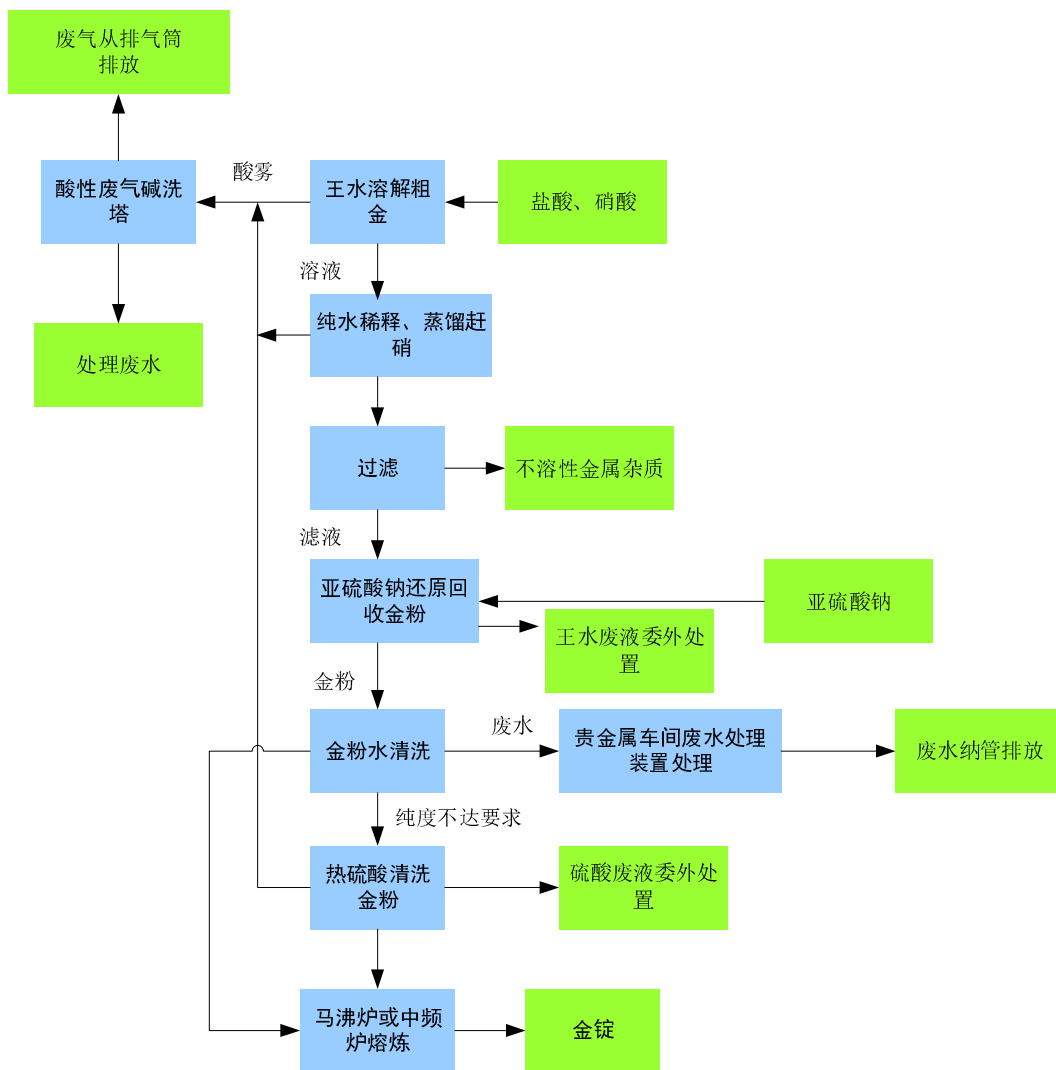 废气从排气筒
排放
酸雾
酸性废气碱洗
塔
王水溶解粗
金
盐酸、硝酸
溶液
纯水稀释、蒸馏赶
硝
处理废水
过滤
不溶性金属杂质
滤液
亚硫酸钠还原回
收金粉
亚硫酸钠
王水废液委外处
置
金粉
废水
金粉水清洗
贵金属车间废水处理
装置处理
废水纳管排放
纯度不达要求
热硫酸清洗
金粉
硫酸废液委外处
置
马沸炉或中频
炉熔炼
金锭